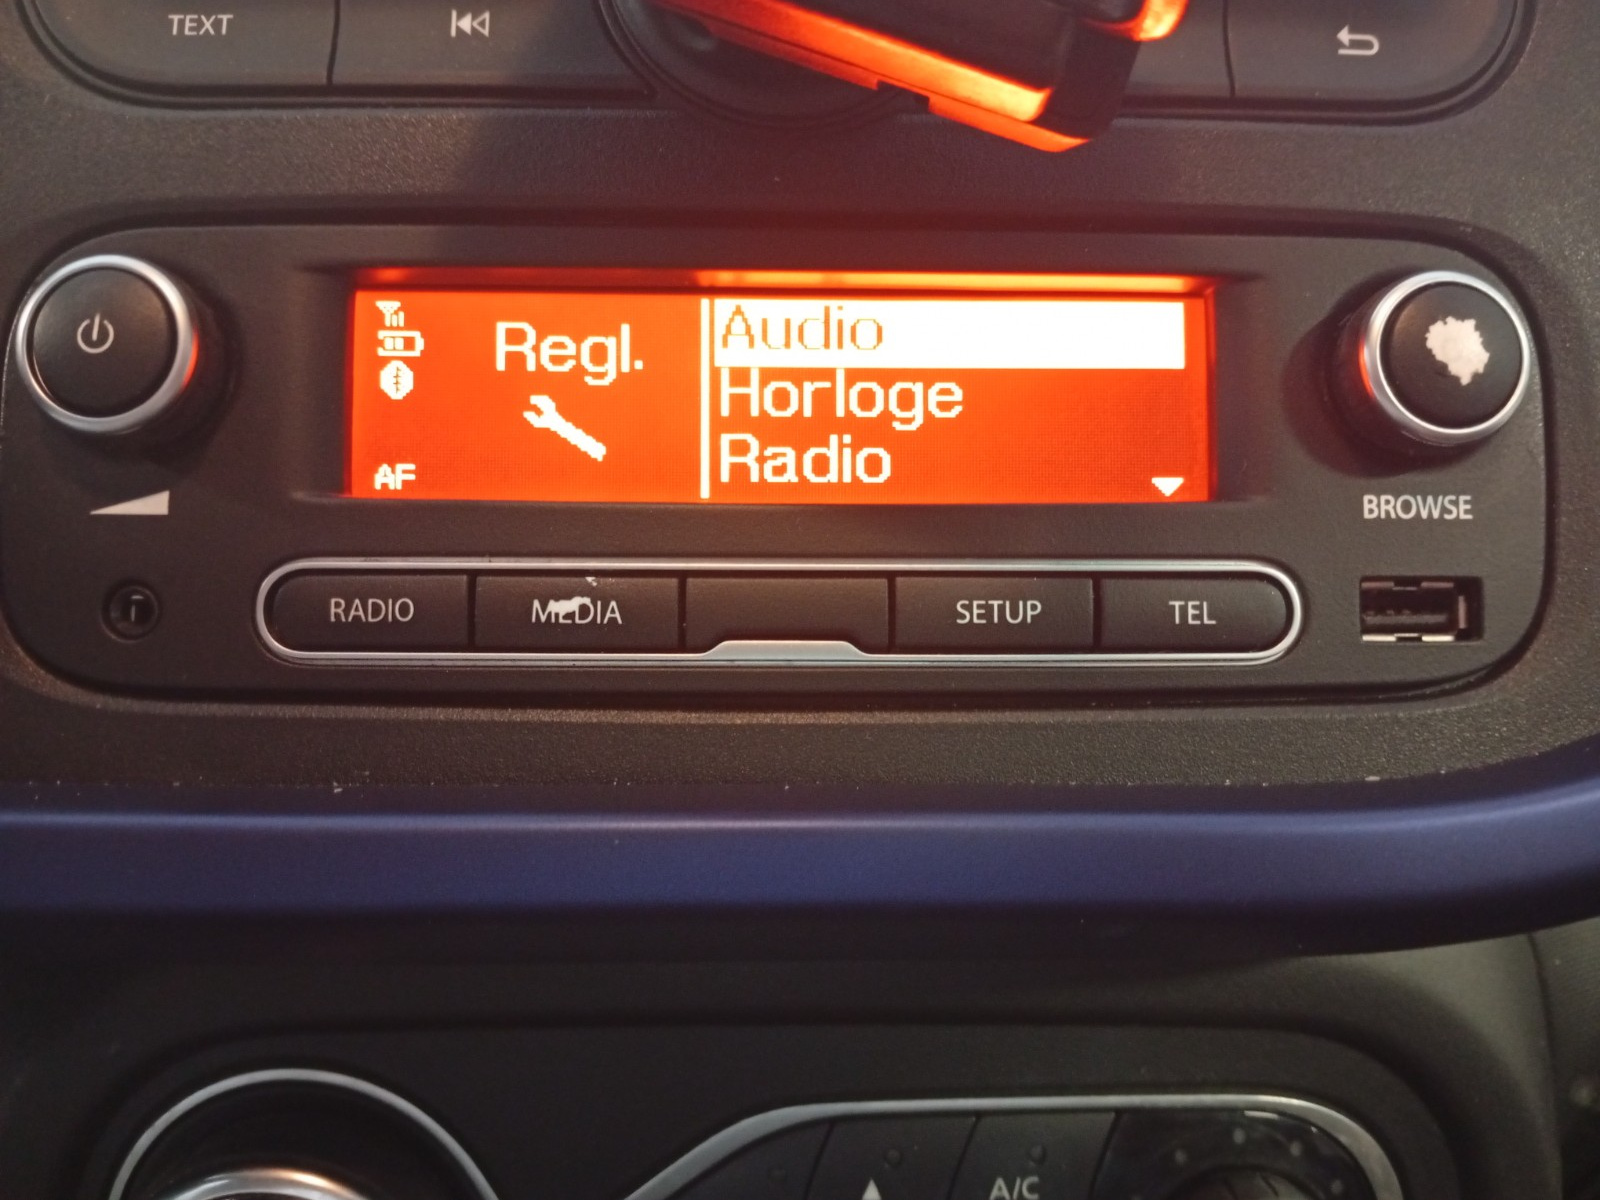 TEXT
Regl.
AF
Audio
Horloge
Radio
BROWSE
RADIO
MEDIA
SETUP
TEL
A/C